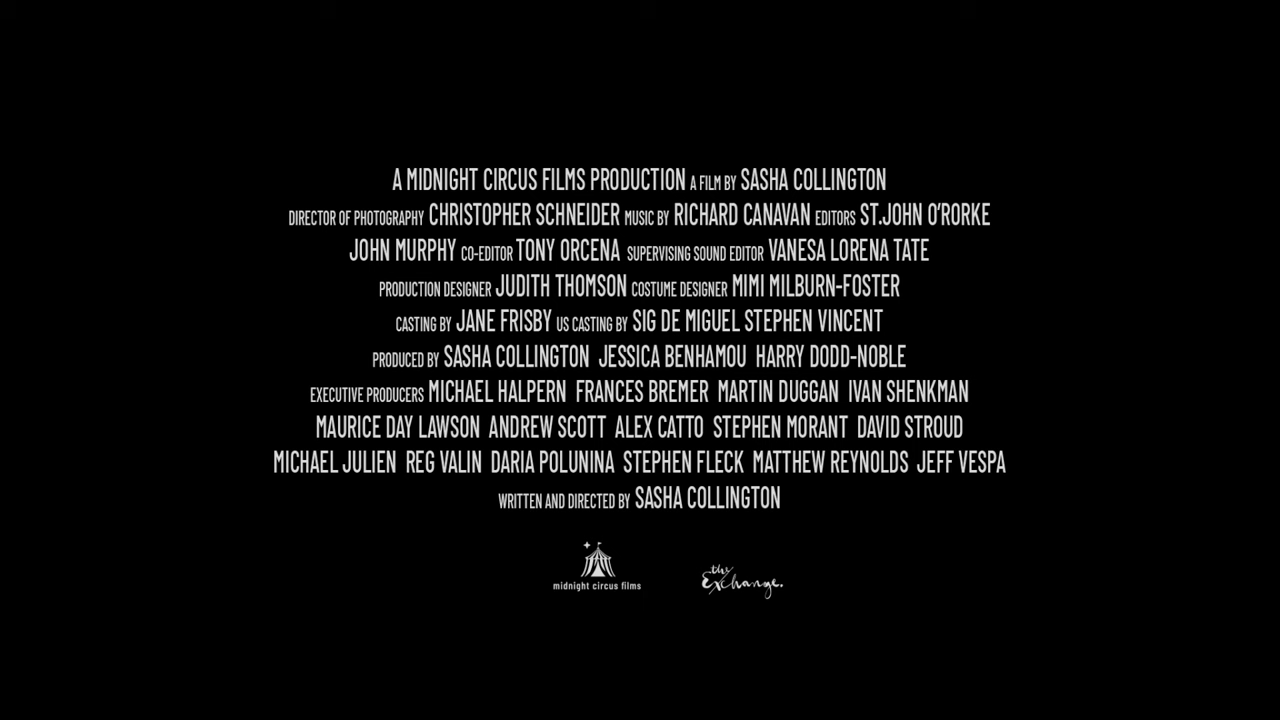 A MIDNIGHT CIRCUS FILMS PRODUCTION A FILM BY SASHA COLLINGTON
DIRECTOR OF PHOTOGRAPHY CHRISTOPHER SCHNEIDER MUSIC BY RICHARD CANAVAN EDITORS ST.JOHN O'RORKE
JOHN MURPHY CO-EDITOR TONY ORCENA SUPERVISING SOUND EDITOR VANESA LORENA TATE
PRODUCTION DESIGNER JUDITH THOMSON COSTUME DESIGNER MIMI MILBURN-FOSTER
CASTING BY JANE FRISBY US CASTING BY SIG DE MIGUEL STEPHEN VINCENT
PRODUCED BY SASHA COLLINGTON JESSICA BENHAMOU HARRY DODD-NOBLE
EXECUTIVE PRODUCERS MICHAEL HALPERN FRANCES BREMER MARTIN DUGGAN IVAN SHENKMAN
MAURICE DAY LAWSON ANDREW SCOTT ALEX CATTO STEPHEN MORANT DAVID STROUD
MICHAEL JULIEN REG VALIN DARIA POLUNINA STEPHEN FLECK MATTHEW REYNOLDS JEFF VESPA
WRITTEN AND DIRECTED BY SASHA COLLINGTON
midnight circus films
the Exchange.